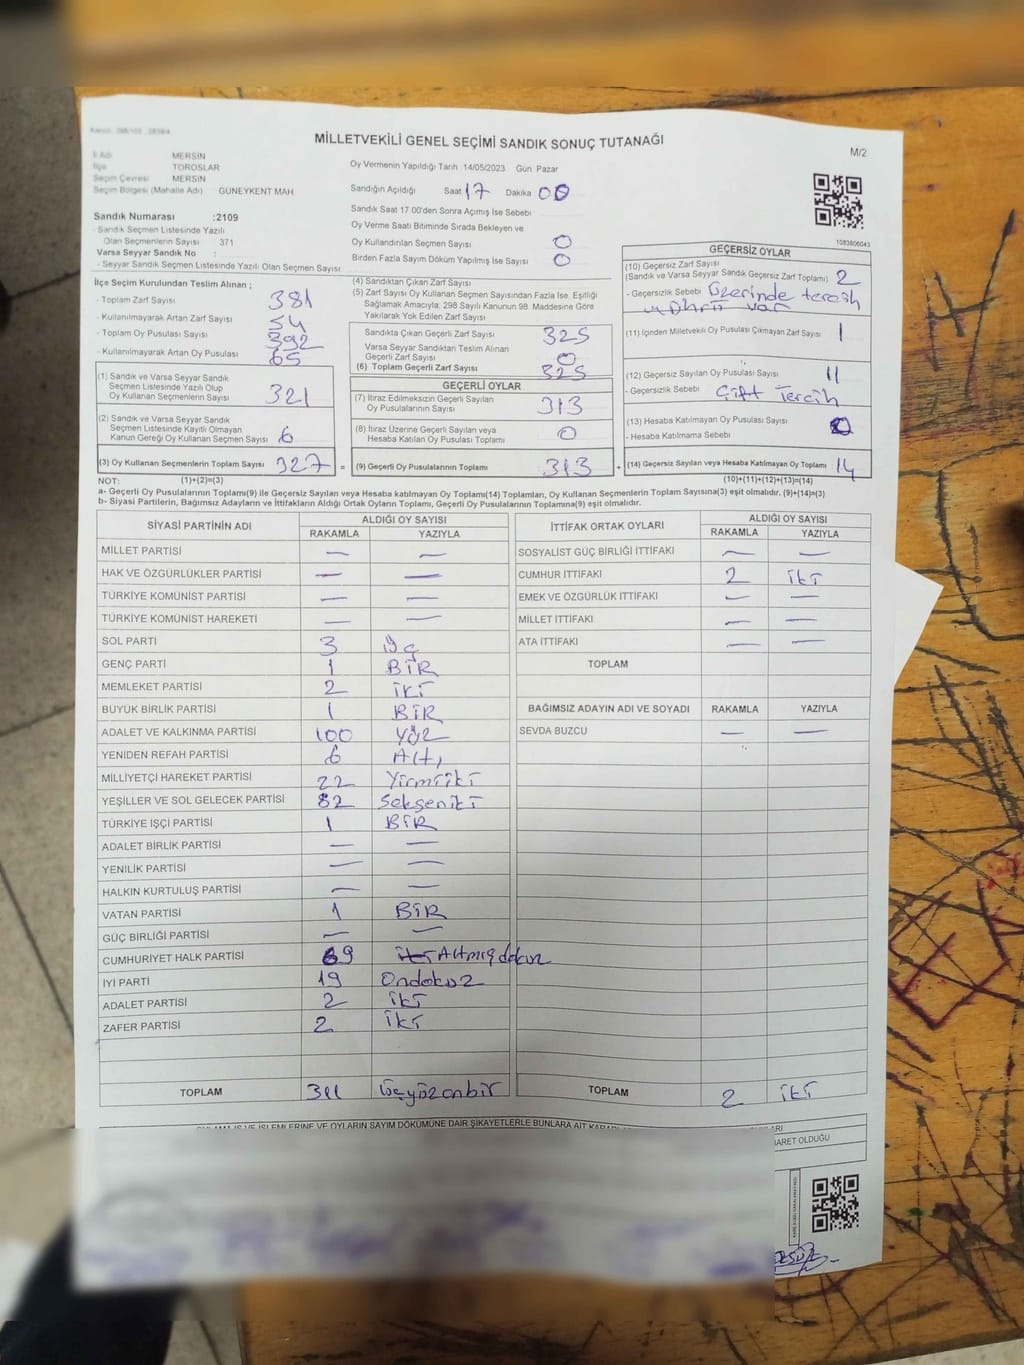 MİLLETVEKİLİ GENEL SEÇİMİ SANDIK SONUÇ TUTANAĞI
M/2
İl Adı MERSİN
İlçe TOROSLAR
Seçim Çevresi MERSİN
Seçim Bölgesi (Mahalle Adı) GÜNEYKENT MAH
Sandık Numarası :2109
- Sandık Seçmen Listesinde Yazılı
Olan Seçmenlerin Sayısı 371
Varsa Seyyar Sandık No :
- Seyyar Sandık Seçmen Listesinde Yazılı Olan Seçmen Sayısı
Oy Vermenin Yapıldığı Tarih 14/05/2023 Gün Pazar
Sandığın Açıldığı Saat 17 Dakika 00
Sandık Saat 17 00'den Sonra Açımış İse Sebebi
Oy Verme Saati Bitiminde Sırada Bekleyen ve
Oy Kullandırılan Seçmen Sayısı 0
Birden Fazla Sayım Döküm Yapılmış İse Sayısı 0
1083806043
İlçe Seçim Kurulundan Teslim Alınan ;
- Toplam Zarf Sayısı 381
- Kullanılmayarak Artan Zarf Sayısı 54
- Toplam Oy Pusulası Sayısı 392
- Kullanılmayarak Artan Oy Pusulası 65
(1) Sandık ve Varsa Seyyar Sandık
Seçmen Listesinde Yazılı Olup
Oy Kullanan Seçmenlerin Sayısı 321
(2) Sandık ve Varsa Seyyar Sandık
Seçmen Listesinde Kayıtlı Olmayan
Kanun Gereği Oy Kullanan Seçmen Sayısı 6
(3) Oy Kullanan Seçmenlerin Toplam Sayısı 327 =
(4) Sandıktan Çıkan Zarf Sayısı
(5) Zarf Sayısı Oy Kullanan Seçmen Sayısından Fazla İse, Eşitliği
Sağlamak Amacıyla, 298 Sayılı Kanunun 98 Maddesine Göre
Yakılarak Yok Edilen Zarf Sayısı
Sandıkta Çıkan Geçerli Zarf Sayısı 325
Varsa Seyyar Sandıktan Teslim Alınan
Geçerli Zarf Sayısı 0
(6) Toplam Geçerli Zarf Sayısı 325
GEÇERLİ OYLAR
(7) İtiraz Edilmeksizin Geçerli Sayılan
Oy Pusulalarının Sayısı 313
(8) İtiraz Üzerine Geçerli Sayılan veya
Hesaba Katılan Oy Pusulası Toplamı 0
(9) Geçerli Oy Pusulalarının Toplamı 313 +
GEÇERSİZ OYLAR
(10) Geçersiz Zarf Sayısı
(Sandık ve Varsa Seyyar Sandık Geçersiz Zarf Toplamı) 2
- Geçersizlik Sebebi Üzerinde tercih
var
(11) İçinden Milletvekili Oy Pusulası Çıkmayan Zarf Sayısı 1
(12) Geçersiz Sayılan Oy Pusulası Sayısı 11
- Geçersizlik Sebebi Çift Tercih
(13) Hesaba Katılmayan Oy Pusulası Sayısı 0
- Hesaba Katılmama Sebebi
(14) Geçersiz Sayılan veya Hesaba Katılmayan Oy Toplamı 14
NOT: (1)+(2)=(3) (10)+(11)+(12)+(13)=(14)
a- Geçerli Oy Pusulalarının Toplamı(9) ile Geçersiz Sayılan veya Hesaba katılmayan Oy Toplamı(14) Toplamları, Oy Kullanan Seçmenlerin Toplam Sayısına(3) eşit olmalıdır. (9)+(14)=(3)
b- Siyasi Partilerin, Bağımsız Adayların ve İttifakların Aldığı Ortak Oyların Toplamı, Geçerli Oy Pusulalarının Toplamına(9) eşit olmalıdır.
SİYASİ PARTİNİN ADI ALDIĞI OY SAYISI
RAKAMLA YAZIYLA
MİLLET PARTİSİ — —
HAK VE ÖZGÜRLÜKLER PARTİSİ — —
TÜRKİYE KOMÜNİST PARTİSİ — —
TÜRKİYE KOMÜNİST HAREKETİ — —
SOL PARTİ 3 Üç
GENÇ PARTİ 1 BİR
MEMLEKET PARTİSİ 2 İKİ
BÜYÜK BİRLİK PARTİSİ 1 BİR
ADALET VE KALKINMA PARTİSİ 100 Yüz
YENİDEN REFAH PARTİSİ 6 Altı
MİLLİYETÇİ HAREKET PARTİSİ 22 Yirmiiki
YEŞİLLER VE SOL GELECEK PARTİSİ 82 Sekseniki
TÜRKİYE İŞÇİ PARTİSİ 1 BİR
ADALET BİRLİK PARTİSİ — —
YENİLİK PARTİSİ — —
HALKIN KURTULUŞ PARTİSİ — —
VATAN PARTİSİ 1 BİR
GÜÇ BİRLİĞİ PARTİSİ — —
CUMHURİYET HALK PARTİSİ 69 iki Altmışdokuz
İYİ PARTİ 19 Ondokuz
ADALET PARTİSİ 2 İKİ
ZAFER PARTİSİ 2 İKİ
TOPLAM 311 Üçyüzonbir
İTTİFAK ORTAK OYLARI ALDIĞI OY SAYISI
RAKAMLA YAZIYLA
SOSYALİST GÜÇ BİRLİĞİ İTTİFAKI — —
CUMHUR İTTİFAKI 2 iki
EMEK VE ÖZGÜRLÜK İTTİFAKI — —
MİLLET İTTİFAKI — —
ATA İTTİFAKI — —
TOPLAM
BAĞIMSIZ ADAYIN ADI VE SOYADI RAKAMLA YAZIYLA
SEVDA BUZCU — —
TOPLAM 2 iki
İŞLEMLERİNE VE OYLARIN SAYIM DÖKÜMÜNE DAİR ŞİKAYETLERLE BUNLARA AİT
OLDUĞU